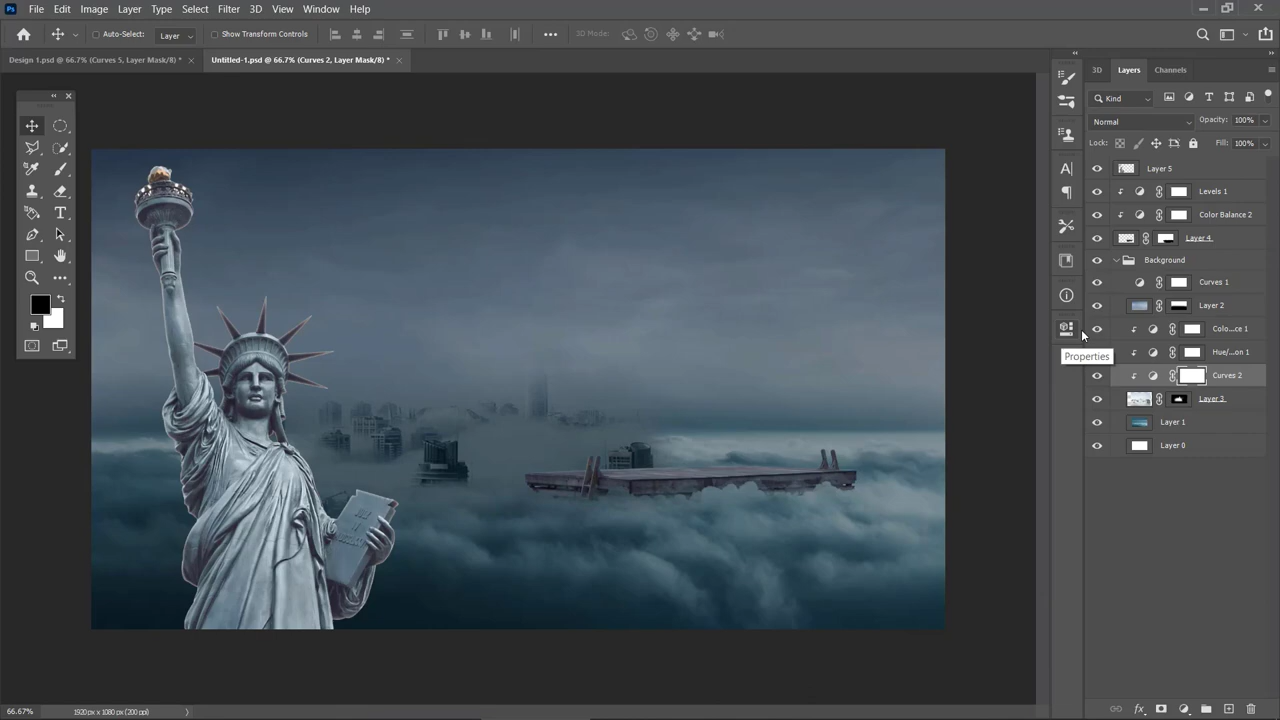 Ps File Edit Image Layer Type Select Filter 3D View Window Help
Auto-Select: Layer Show Transform Controls 3D Mode:
Design 1.psd @ 66.7% (Curves 5, Layer Mask/8) * Untitled-1.psd @ 66.7% (Curves 2, Layer Mask/8) *
3D Layers Channels
Kind
Normal Opacity: 100%
Lock: Fill: 100%
Layer 5
Levels 1
Color Balance 2
Layer 4
Background
Curves 1
Layer 2
Colo...ce 1
Properties
Hue/...on 1
Curves 2
Layer 3
Layer 1
Layer 0
66.67% 1920 px x 1080 px (200 ppi)